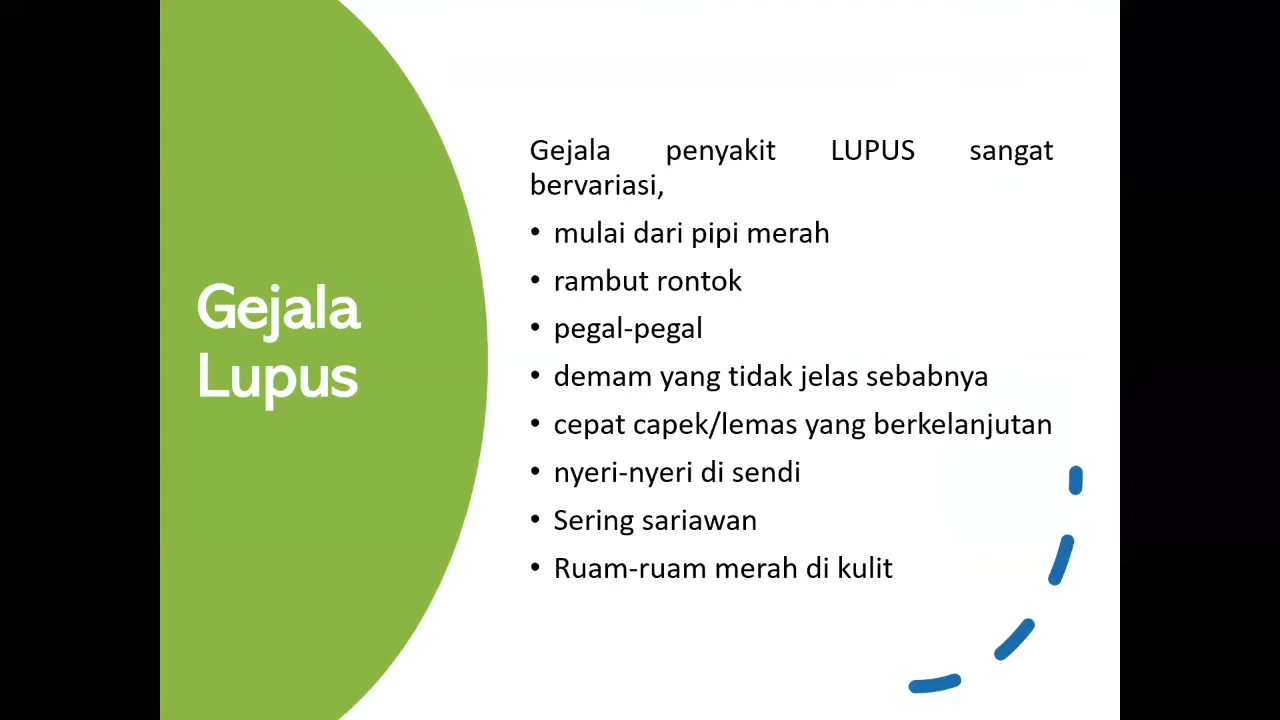 Gejala
Lupus
Gejala penyakit LUPUS sangat
bervariasi,
• mulai dari pipi merah
• rambut rontok
• pegal-pegal
• demam yang tidak jelas sebabnya
• cepat capek/lemas yang berkelanjutan
• nyeri-nyeri di sendi
• Sering sariawan
• Ruam-ruam merah di kulit